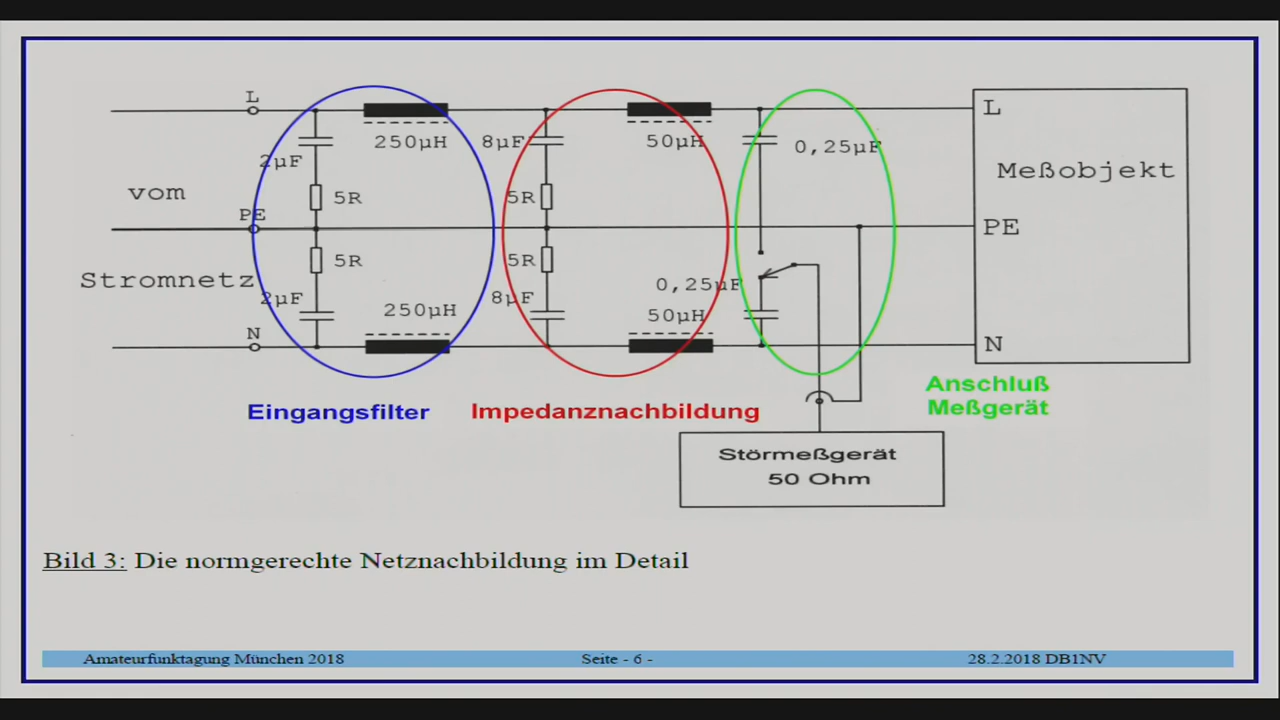 L
250µH
8µF
50µH
0,25µF
L
2µF
Meßobjekt
vom
5R
5R
PE
PE
Stromnetz
5R
5R
0,25µF
2µF
250µH
8µF
50µH
N
N
Eingangsfilter
Impedanznachbildung
Anschluß
Meßgerät
Störmeßgerät
50 Ohm
Bild 3: Die normgerechte Netznachbildung im Detail
Amateurfunktagung München 2018
Seite - 6 -
28.2.2018 DB1NV